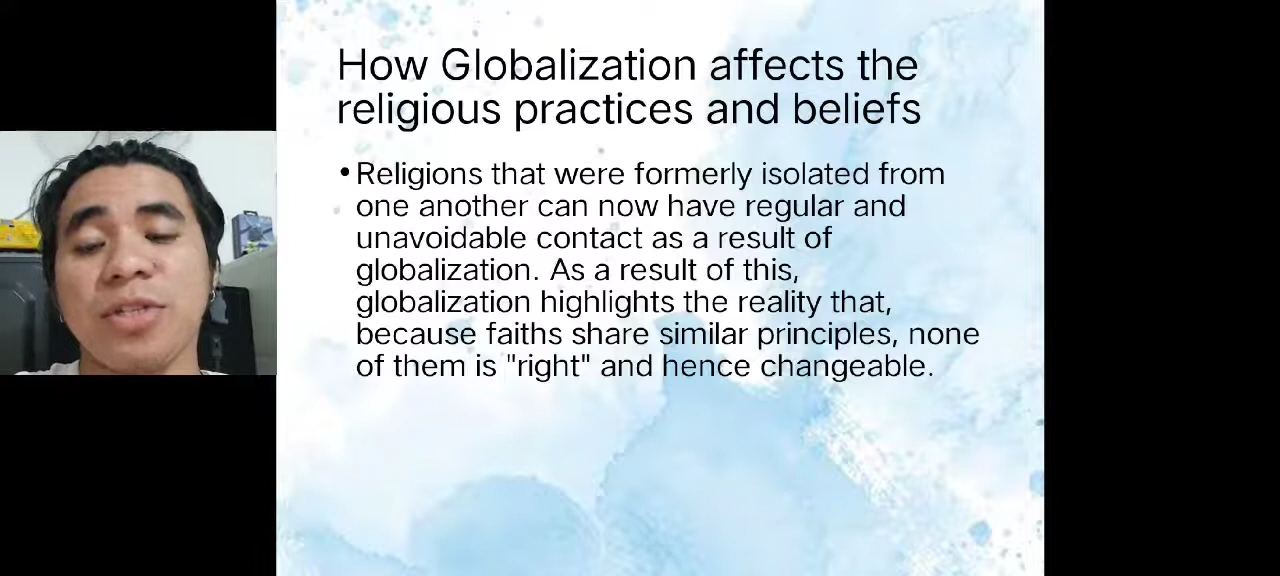 How Globalization affects the
religious practices and beliefs
•Religions that were formerly isolated from
one another can now have regular and
unavoidable contact as a result of
globalization. As a result of this,
globalization highlights the reality that,
because faiths share similar principles, none
of them is "right" and hence changeable.